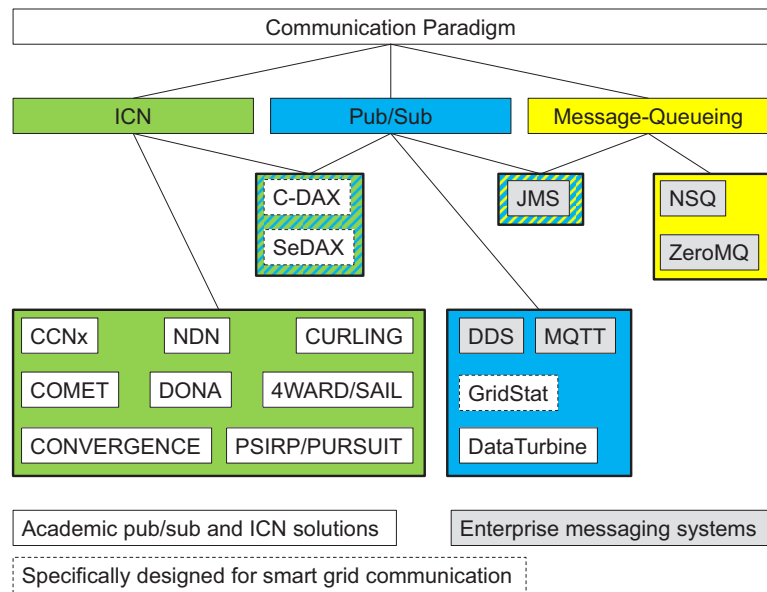 Communication Paradigm
ICN
Pub/Sub
Message-Queueing
C-DAX
SeDAX
JMS
NSQ
ZeroMQ
CCNx
NDN
CURLING
COMET
DONA
4WARD/SAIL
CONVERGENCE
PSIRP/PURSUIT
DDS
MQTT
GridStat
DataTurbine
Academic pub/sub and ICN solutions
Enterprise messaging systems
Specifically designed for smart grid communication